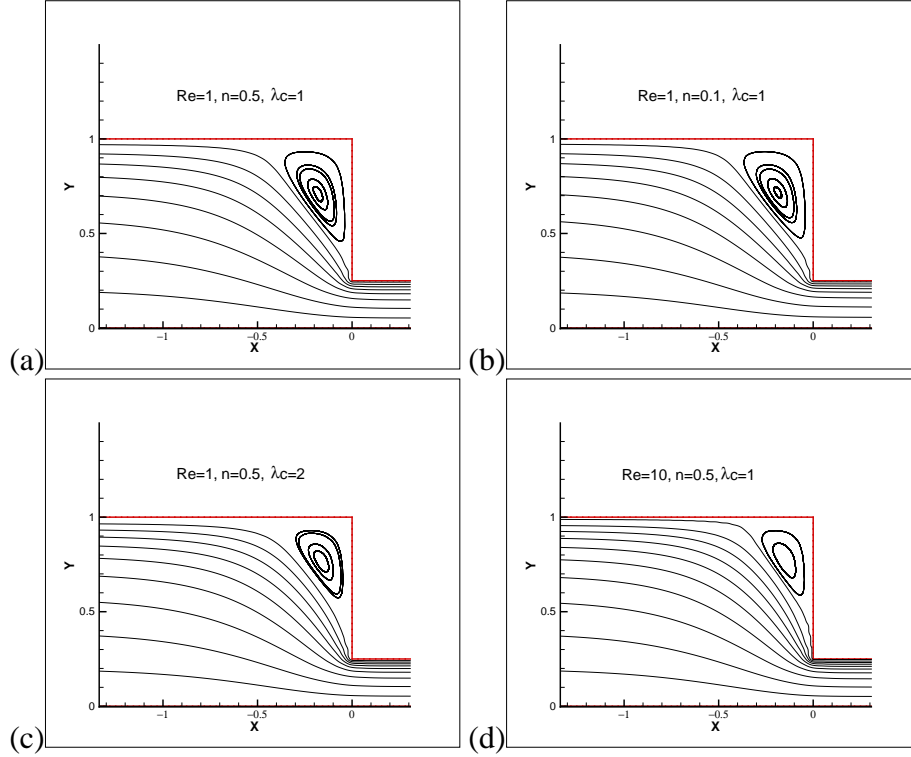 Re=1, n=0.5, λc=1
Y
1
0.5
0
−1
−0.5
0
X
(a)
Re=1, n=0.1, λc=1
Y
1
0.5
0
−1
−0.5
0
X
(b)
Re=1, n=0.5, λc=2
Y
1
0.5
0
−1
−0.5
0
X
(c)
Re=10, n=0.5, λc=1
Y
1
0.5
0
−1
−0.5
0
X
(d)